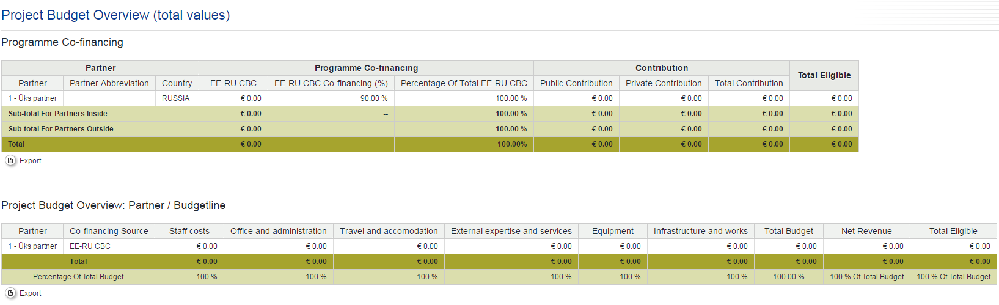 Project Budget Overview (total values)
Programme Co-financing
Partner Programme Co-financing Contribution Total Eligible
Partner Partner Abbreviation Country EE-RU CBC EE-RU CBC Co-financing (%) Percentage Of Total EE-RU CBC Public Contribution Private Contribution Total Contribution
1 - Üks partner RUSSIA € 0.00 90.00 % 100.00 % € 0.00 € 0.00 € 0.00 € 0.00
Sub-total For Partners Inside € 0.00 -- 100.00 % € 0.00 € 0.00 € 0.00 € 0.00
Sub-total For Partners Outside € 0.00 -- 100.00 % € 0.00 € 0.00 € 0.00 € 0.00
Total € 0.00 -- 100.00% € 0.00 € 0.00 € 0.00 € 0.00
Export
Project Budget Overview: Partner / Budgetline
Partner Co-financing Source Staff costs Office and administration Travel and accomodation External expertise and services Equipment Infrastructure and works Total Budget Net Revenue Total Eligible
1 - Üks partner EE-RU CBC € 0.00 € 0.00 € 0.00 € 0.00 € 0.00 € 0.00 € 0.00 € 0.00 € 0.00
Total € 0.00 € 0.00 € 0.00 € 0.00 € 0.00 € 0.00 € 0.00 € 0.00 € 0.00
Percentage Of Total Budget 100 % 100 % 100 % 100 % 100 % 100 % 100.00 % 100 % Of Total Budget 100 % Of Total Budget
Export